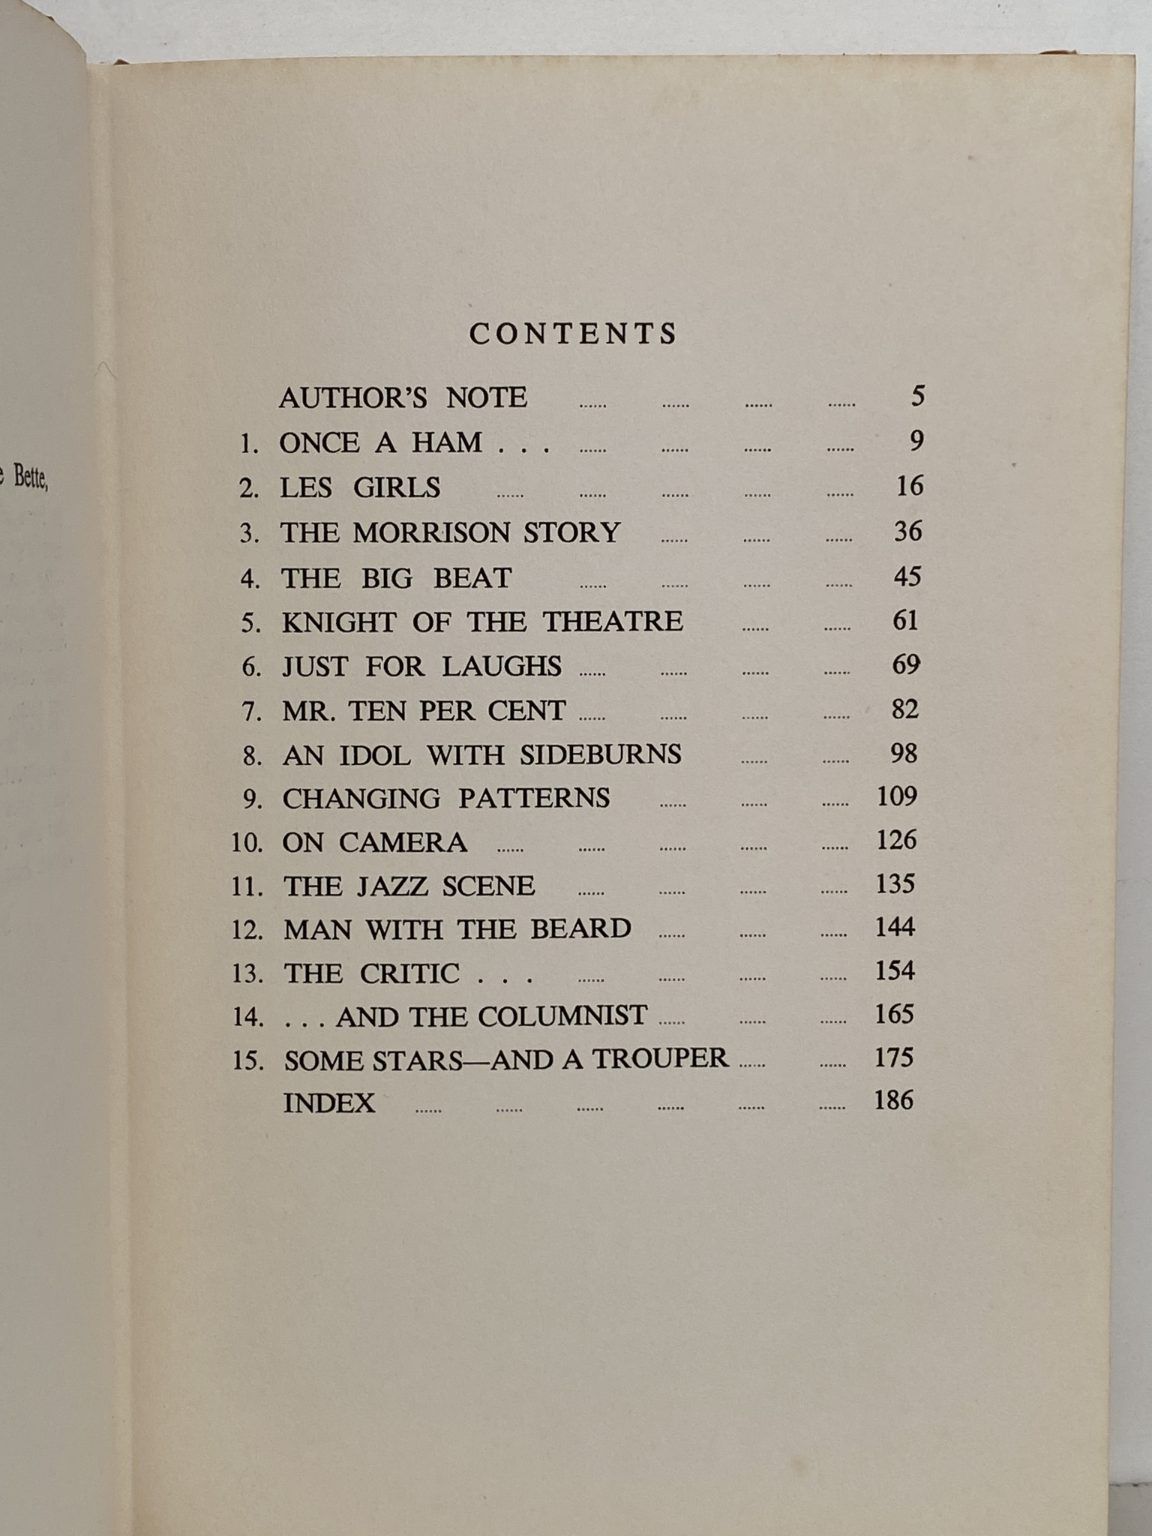 Bette,
CONTENTS
AUTHOR'S NOTE ...... ...... ...... ...... 5
1. ONCE A HAM . . . ...... ...... ...... ...... 9
2. LES GIRLS ...... ...... ...... ...... ...... 16
3. THE MORRISON STORY ...... ...... ...... 36
4. THE BIG BEAT ...... ...... ...... ...... 45
5. KNIGHT OF THE THEATRE ...... ...... 61
6. JUST FOR LAUGHS ...... ...... ...... ...... 69
7. MR. TEN PER CENT ...... ...... ...... ...... 82
8. AN IDOL WITH SIDEBURNS ...... ...... 98
9. CHANGING PATTERNS ...... ...... ...... 109
10. ON CAMERA ...... ...... ...... ...... ...... 126
11. THE JAZZ SCENE ...... ...... ...... ...... 135
12. MAN WITH THE BEARD ...... ...... ...... 144
13. THE CRITIC . . . ...... ...... ...... ...... 154
14. . . . AND THE COLUMNIST ...... ...... ...... 165
15. SOME STARS—AND A TROUPER ...... ...... 175
INDEX ...... ...... ...... ...... ...... ...... 186